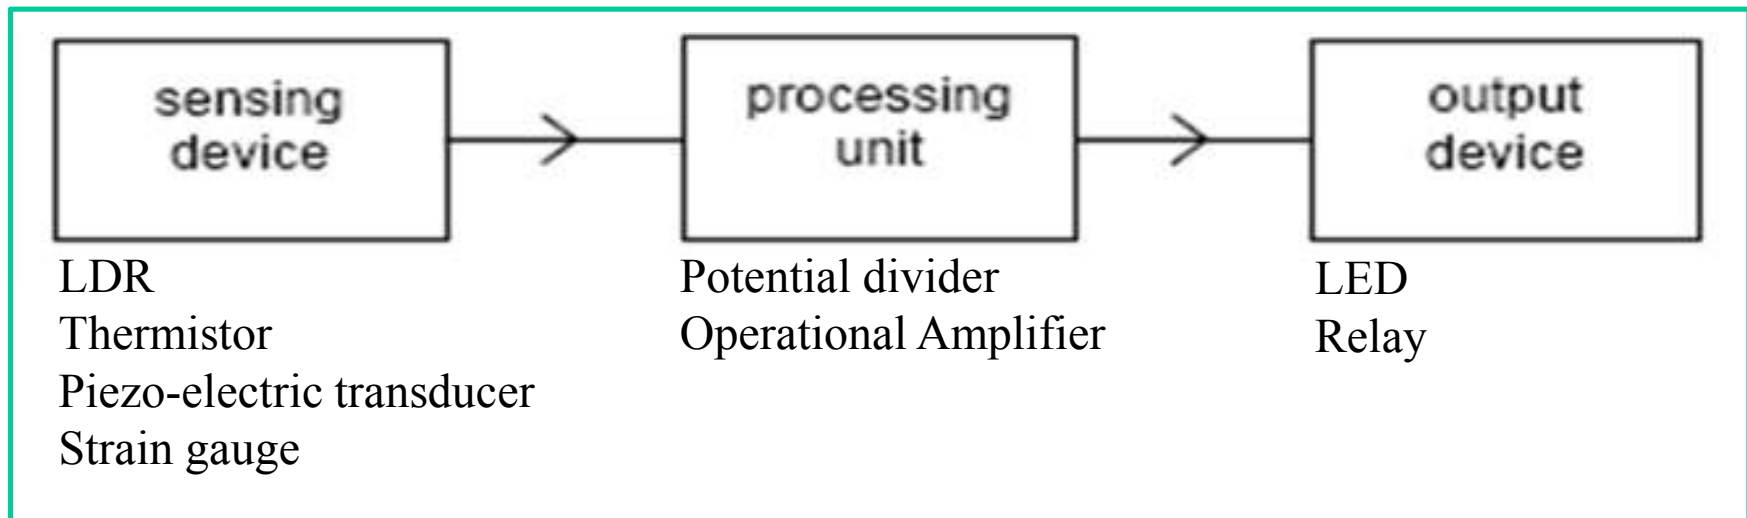 sensing
device
processing
unit
output
device
LDR
Thermistor
Piezo-electric transducer
Strain gauge
Potential divider
Operational Amplifier
LED
Relay